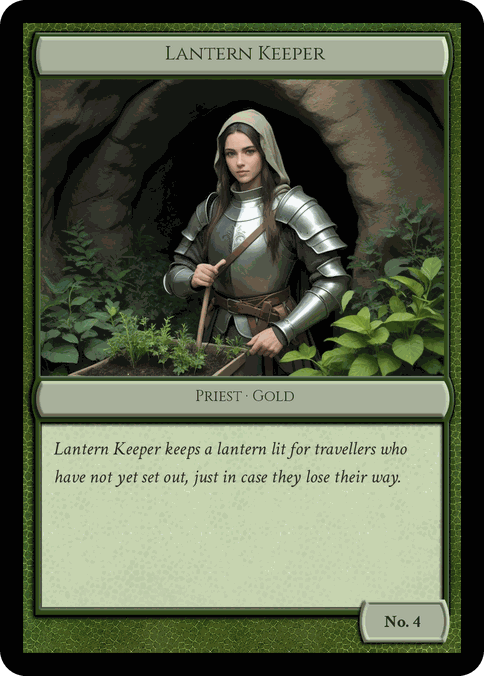 Lantern Keeper
Priest · Gold
Lantern Keeper keeps a lantern lit for travellers who
have not yet set out, just in case they lose their way.
No. 4